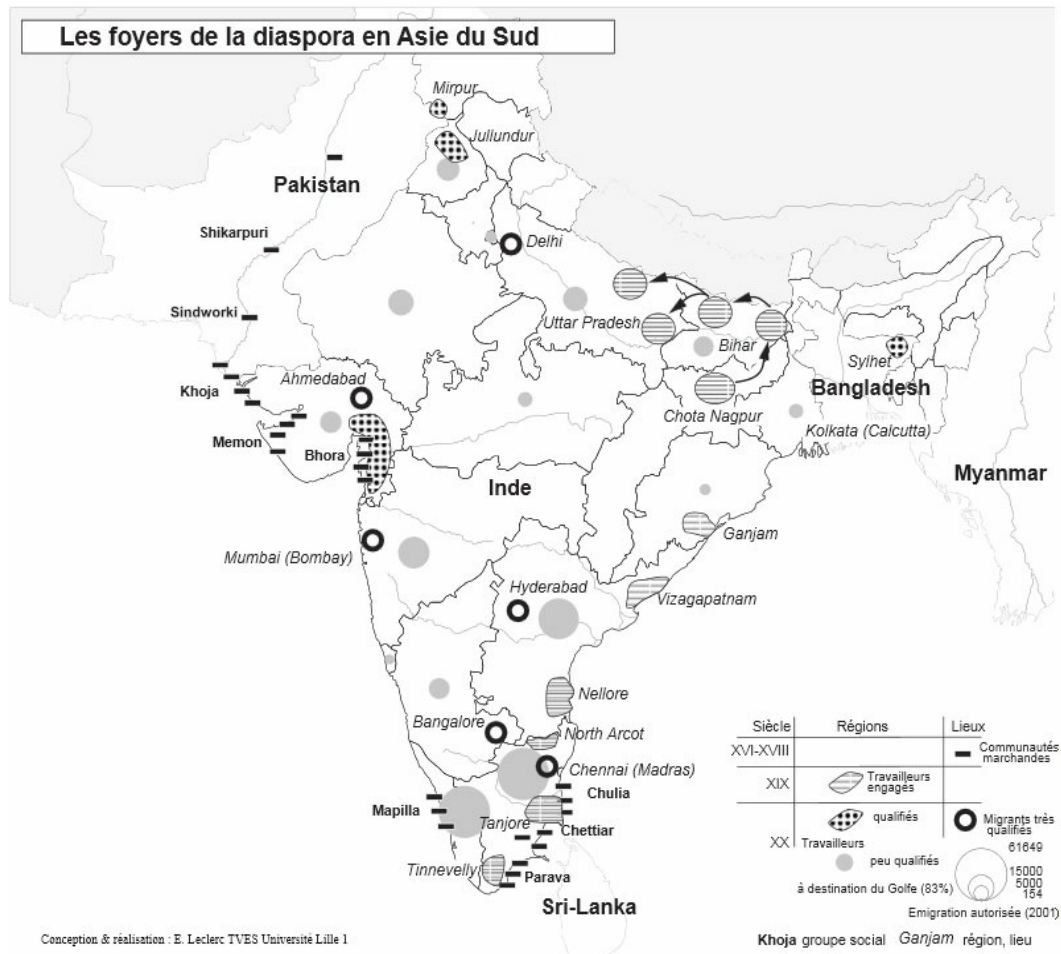 Les foyers de la diaspora en Asie du Sud
Mirpur
Jullundur
Pakistan
Shikarpuri
Delhi
Sindworki
Uttar Pradesh
Bihar
Sylhet
Khoja
Ahmedabad
Bangladesh
Chota Nagpur
Kolkata (Calcutta)
Memon
Bhora
Myanmar
Inde
Ganjam
Mumbai (Bombay)
Hyderabad
Vizagapatnam
Nellore
Bangalore
North Arcot
Chennai (Madras)
Chulia
Mapilla
Tanjore
Chettiar
Tinnevelly
Parava
Sri-Lanka
Siècle Régions Lieux
XVI-XVIII Communautés
marchandes
XIX Travailleurs
engagés
qualifiés Migrants très
qualifiés
XX Travailleurs
peu qualifiés
à destination du Golfe (83%)
61649
15000
5000
154
Emigration autorisée (2001)
Khoja groupe social Ganjam région, lieu
Conception & réalisation : E. Leclerc TVES Université Lille 1